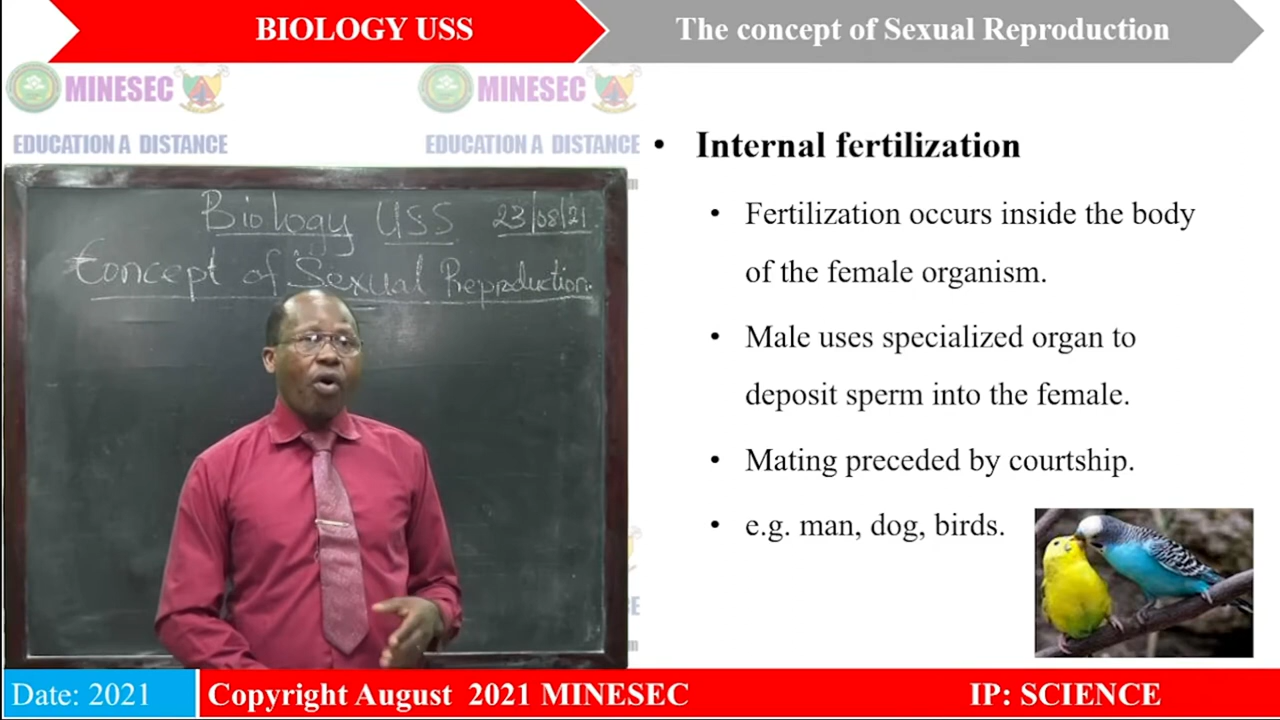 BIOLOGY USS
The concept of Sexual Reproduction
MINESEC
MINESEC
EDUCATION A DISTANCE
EDUCATION A DISTANCE
Biology USS 23/08/21
Concept of Sexual Reproduction
• Internal fertilization
• Fertilization occurs inside the body
of the female organism.
• Male uses specialized organ to
deposit sperm into the female.
• Mating preceded by courtship.
• e.g. man, dog, birds.
Date: 2021
Copyright August 2021 MINESEC
IP: SCIENCE